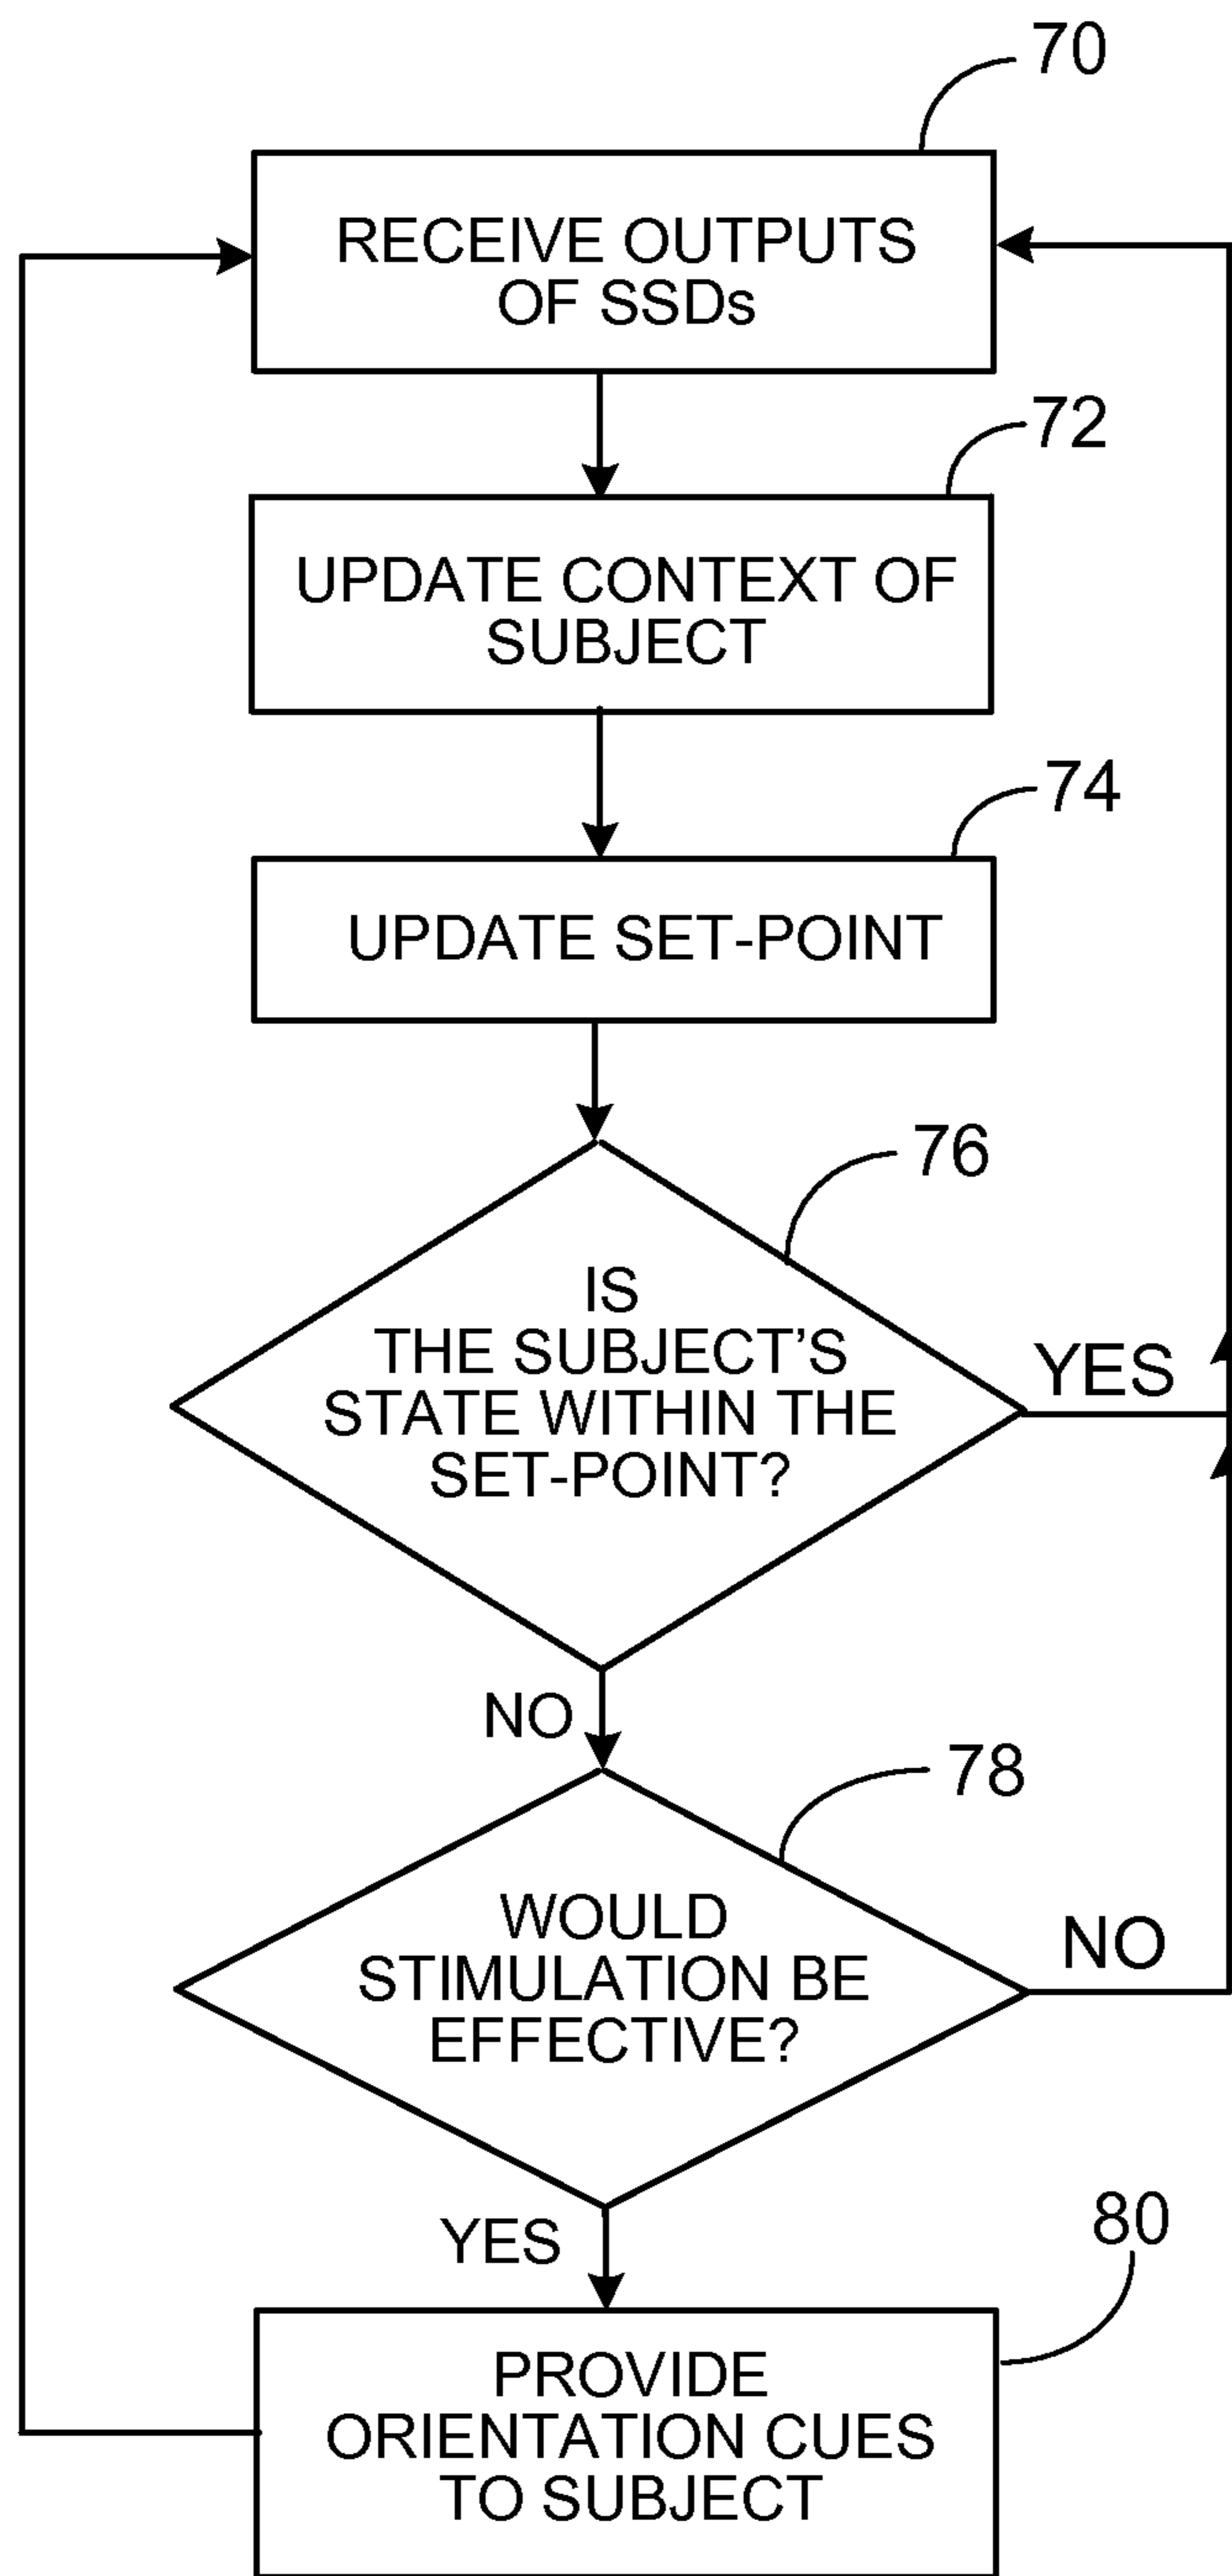 70
RECEIVE OUTPUTS
OF SSDs
72
UPDATE CONTEXT OF
SUBJECT
74
UPDATE SET-POINT
76
IS
THE SUBJECT'S
STATE WITHIN THE
SET-POINT?
YES
NO
78
WOULD
STIMULATION BE
EFFECTIVE?
NO
YES
80
PROVIDE
ORIENTATION CUES
TO SUBJECT